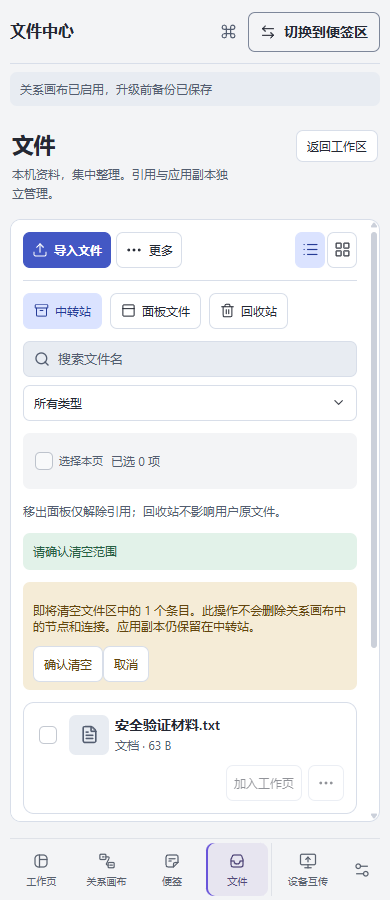 文件中心
切换到便签区
关系画布已启用，升级前备份已保存
文件
返回工作区
本机资料，集中整理。引用与应用副本独
立管理。
导入文件
更多
中转站
面板文件
回收站
搜索文件名
所有类型
选择本页 已选 0 项
移出面板仅解除引用；回收站不影响用户原文件。
请确认清空范围
即将清空文件区中的 1 个条目。此操作不会删除关系画布中
的节点和连接。应用副本仍保留在中转站。
确认清空
取消
安全验证材料.txt
文档 · 63 B
加入工作页
工作页
关系画布
便签
文件
设备互传